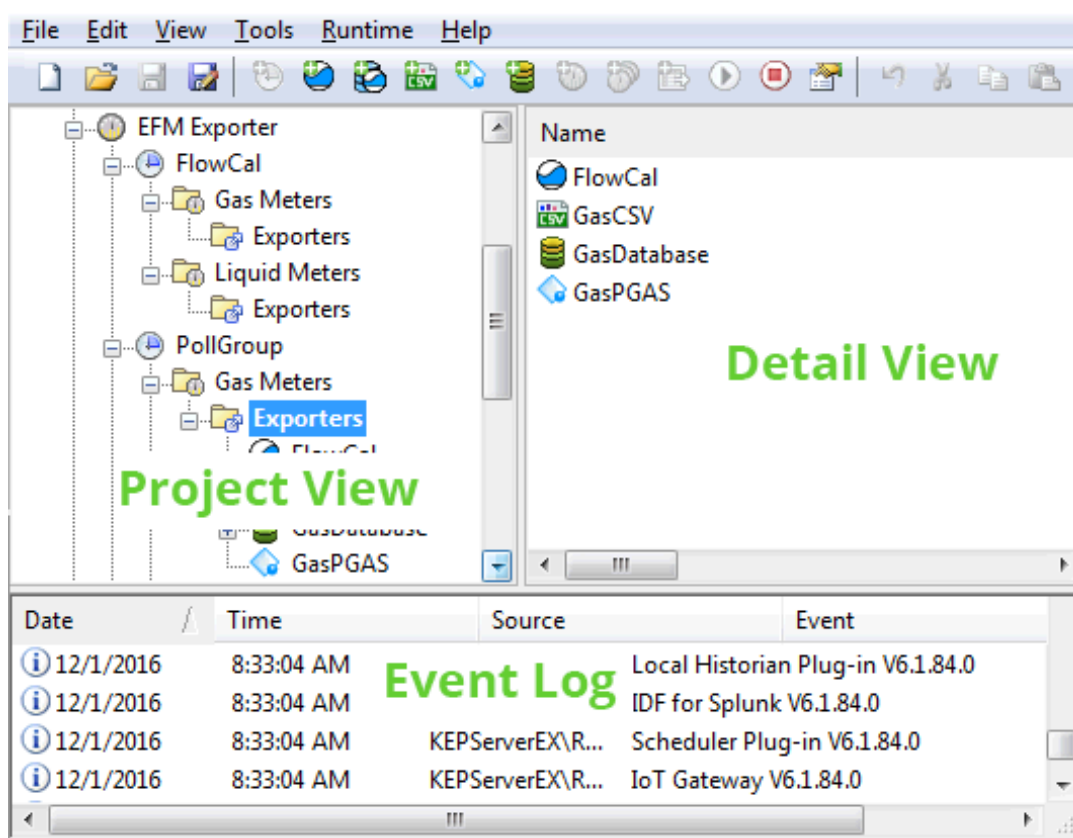 File Edit View Tools Runtime Help
CSV
EFM Exporter
FlowCal
Gas Meters
Exporters
Liquid Meters
Exporters
PollGroup
Gas Meters
Exporters
FlowCal
Project View
GasDatabase
GasPGAS
Name
FlowCal
CSV GasCSV
GasDatabase
GasPGAS
Detail View
Date Time Source Event
12/1/2016 8:33:04 AM Local Historian Plug-in V6.1.84.0
Event Log
12/1/2016 8:33:04 AM IDF for Splunk V6.1.84.0
12/1/2016 8:33:04 AM KEPServerEX\R... Scheduler Plug-in V6.1.84.0
12/1/2016 8:33:04 AM KEPServerEX\R... IoT Gateway V6.1.84.0